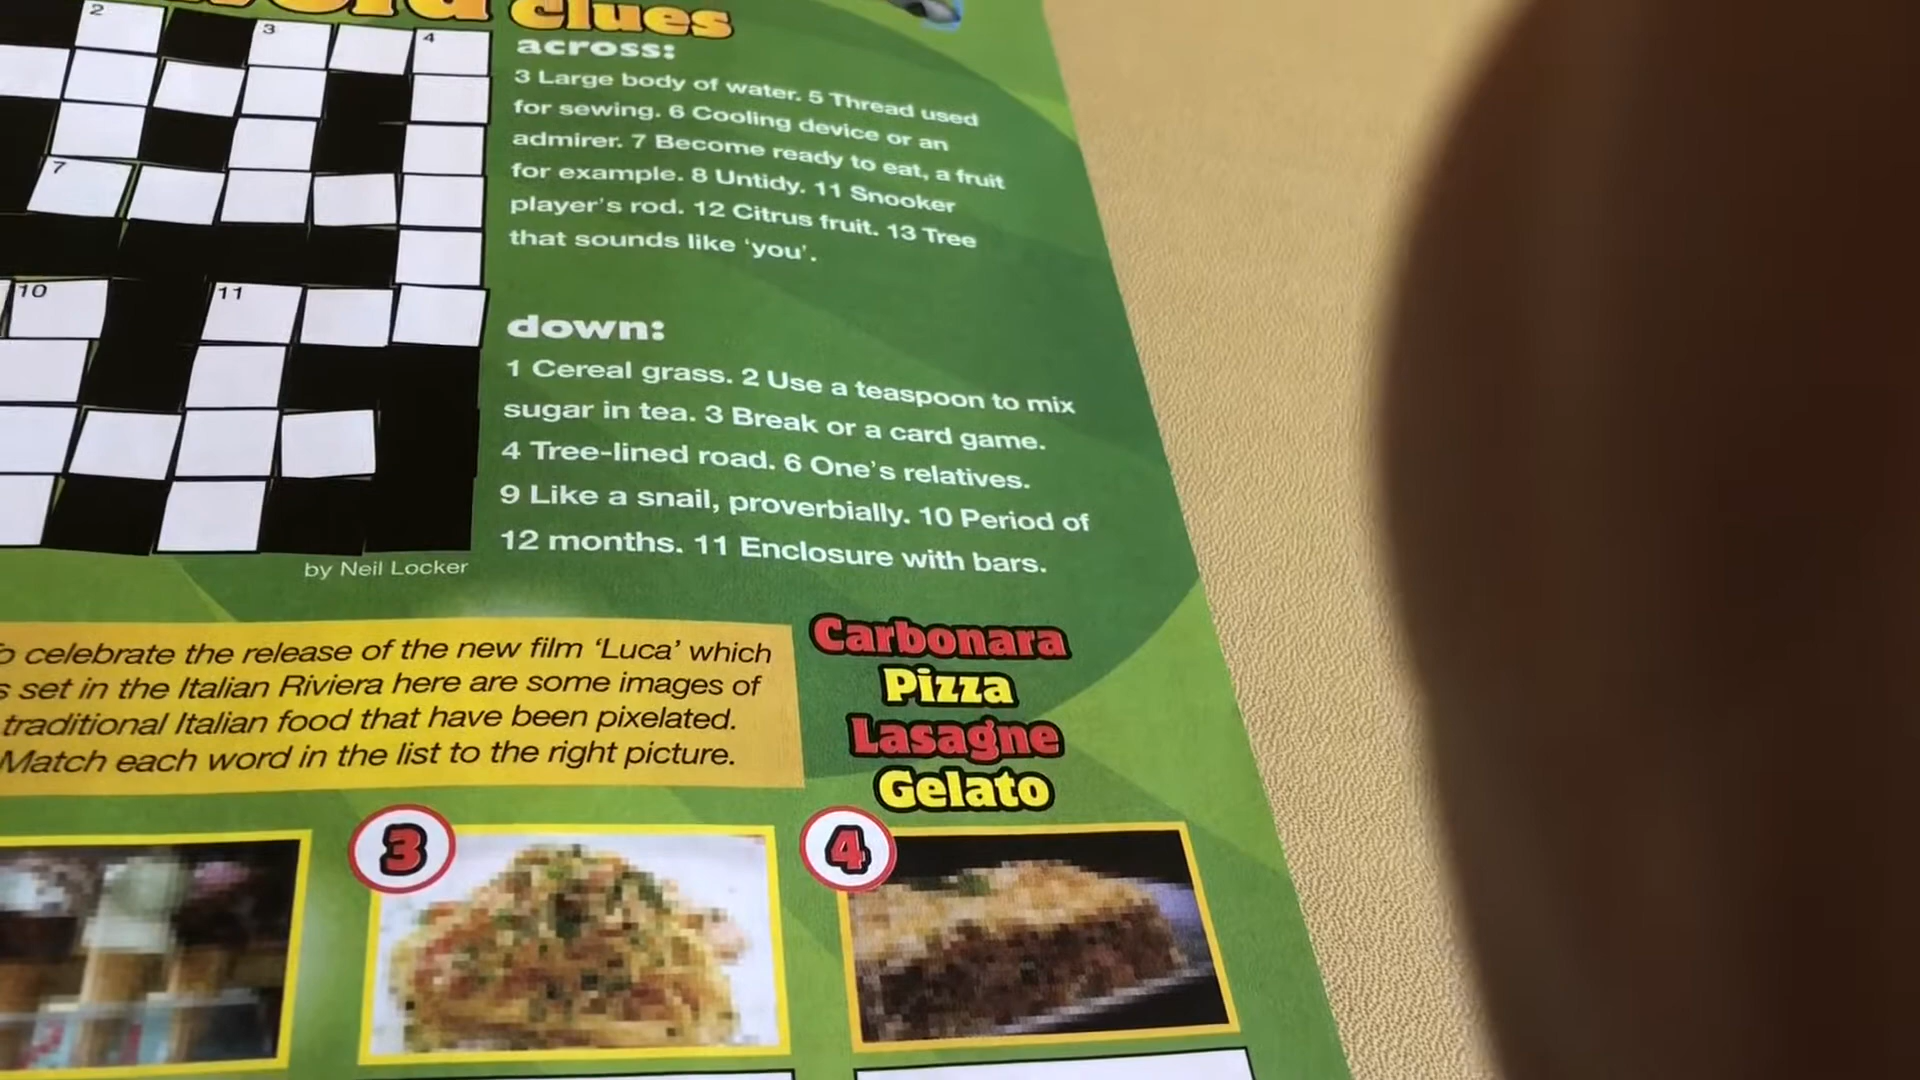 clues
across:
3 Large body of water. 5 Thread used
for sewing. 6 Cooling device or an
admirer. 7 Become ready to eat, a fruit
for example. 8 Untidy. 11 Snooker
player's rod. 12 Citrus fruit. 13 Tree
that sounds like 'you'.
down:
1 Cereal grass. 2 Use a teaspoon to mix
sugar in tea. 3 Break or a card game.
4 Tree-lined road. 6 One's relatives.
9 Like a snail, proverbially. 10 Period of
12 months. 11 Enclosure with bars.
2
3
4
7
10
11
by Neil Locker
celebrate the release of the new film 'Luca' which
set in the Italian Riviera here are some images of
traditional Italian food that have been pixelated.
Match each word in the list to the right picture.
Carbonara
Pizza
Lasagne
Gelato
3
4